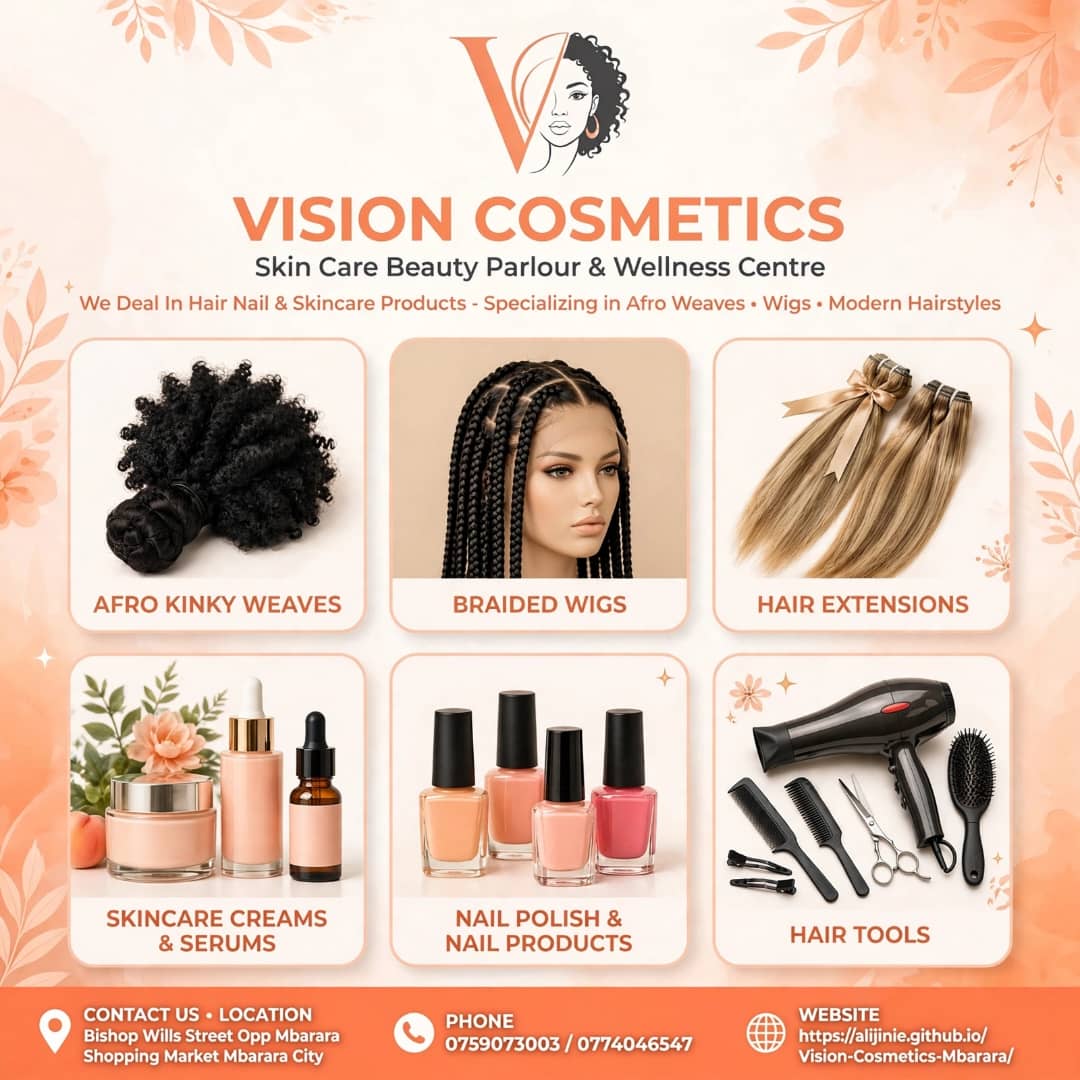 V
VISION COSMETICS
Skin Care Beauty Parlour & Wellness Centre
We Deal In Hair Nail & Skincare Products - Specializing in Afro Weaves • Wigs • Modern Hairstyles
AFRO KINKY WEAVES
BRAIDED WIGS
HAIR EXTENSIONS
SKINCARE CREAMS
& SERUMS
NAIL POLISH &
NAIL PRODUCTS
HAIR TOOLS
CONTACT US • LOCATION
Bishop Wills Street Opp Mbarara
Shopping Market Mbarara City
PHONE
0759073003 / 0774046547
WEBSITE
https://alijinie.github.io/
Vision-Cosmetics-Mbarara/